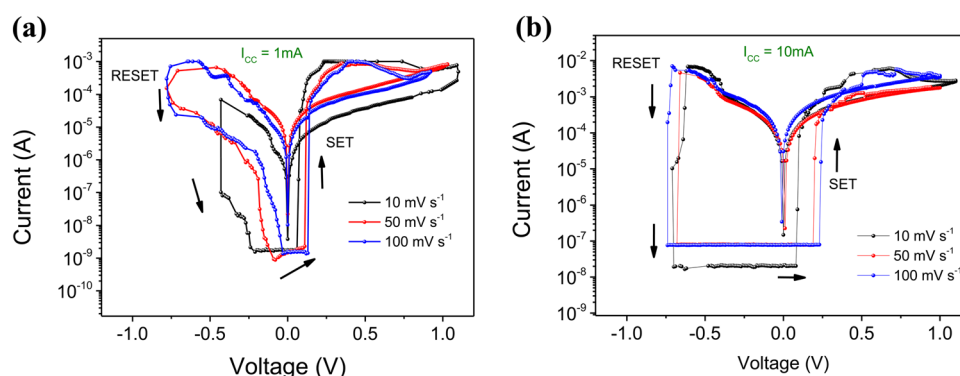 (a)
I_CC = 1mA
RESET
SET
10 mV s⁻¹
50 mV s⁻¹
100 mV s⁻¹
Current (A)
10⁻³
10⁻⁴
10⁻⁵
10⁻⁶
10⁻⁷
10⁻⁸
10⁻⁹
10⁻¹⁰
-1.0 -0.5 0.0 0.5 1.0
Voltage (V)
(b)
I_CC = 10mA
RESET
SET
10 mV s⁻¹
50 mV s⁻¹
100 mV s⁻¹
Current (A)
10⁻²
10⁻³
10⁻⁴
10⁻⁵
10⁻⁶
10⁻⁷
10⁻⁸
10⁻⁹
-1.0 -0.5 0.0 0.5 1.0
Voltage (V)